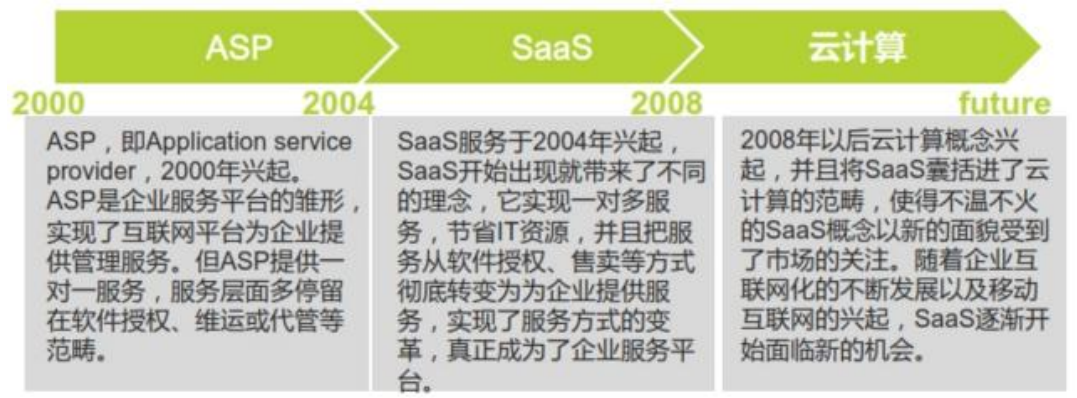 ASP
SaaS
云计算
2000
2004
2008
future
ASP，即Application service
provider，2000年兴起。
ASP是企业服务平台的雏形，
实现了互联网平台为企业提
供管理服务。但ASP提供一
对一服务，服务层面多停留
在软件授权、维运或代管等
范畴。
SaaS服务于2004年兴起，
SaaS开始出现就带来了不同
的理念，它实现一对多服
务，节省IT资源，并且把服
务从软件授权、售卖等方式
彻底转变为为企业提供服
务，实现了服务方式的变
革，真正成为了企业服务平
台。
2008年以后云计算概念兴
起，并且将SaaS囊括进了云
计算的范畴，使得不温不火
的SaaS概念以新的面貌受到
了市场的关注。随着企业互
联网化的不断发展以及移动
互联网的兴起，SaaS逐渐开
始面临新的机会。